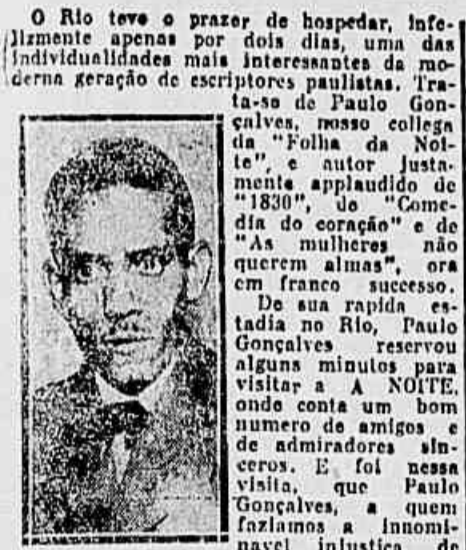 O Rio teve o prazer de hospedar, infe-
lizmente apenas por dois dias, uma das
individualidades mais interessantes da mo-
derna geração de escriptores paulistas. Tra-
ta-se de Paulo Gon-
çalves, nosso collega
da "Folha da Noi-
te", e autor justa-
mente applaudido de
"1830", de "Come-
dia do coração" e de
"As mulheres não
querem almas", ora
em franco successo.
De sua rapida es-
tadia no Rio, Paulo
Gonçalves reservou
alguns minutos para
visitar a A NOITE,
onde conta um bom
numero de amigos e
de admiradores sin-
ceros. E foi nessa
visita, que Paulo
Gonçalves, a quem
faziamos a innomi-
navel injustiça de